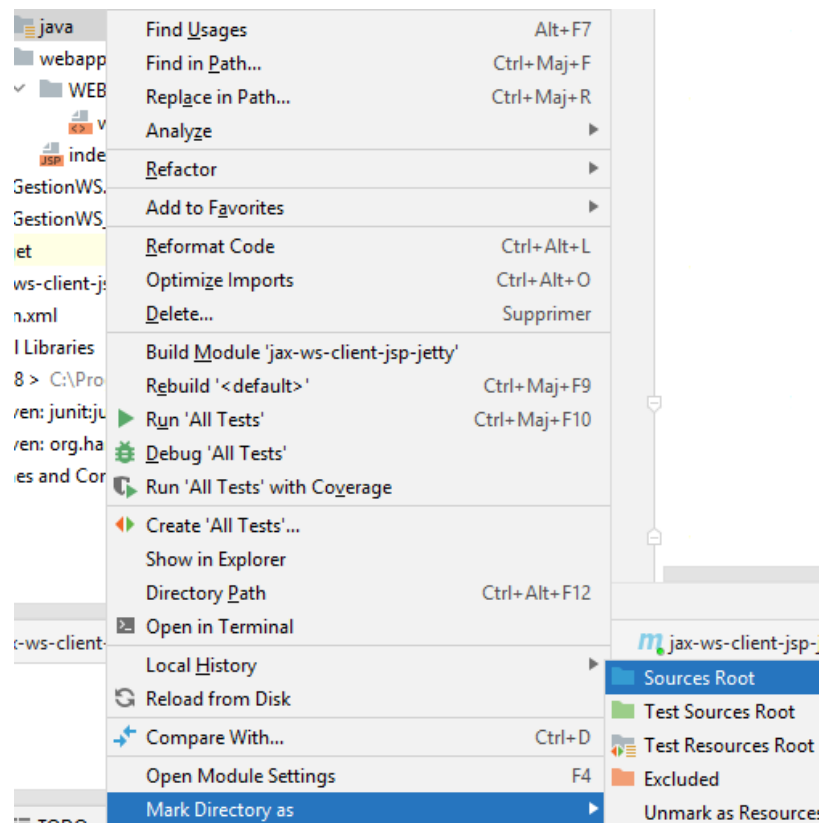 java
webapp
WEB
w
JSP inde
GestionWS.
GestionWS_
et
ws-client-js
n.xml
l Libraries
8 > C:\Pro
ven: junit:ju
ven: org.ha
es and Cor
x-ws-client-
TODO
Find Usages Alt+F7
Find in Path... Ctrl+Maj+F
Replace in Path... Ctrl+Maj+R
Analyze
Refactor
Add to Favorites
Reformat Code Ctrl+Alt+L
Optimize Imports Ctrl+Alt+O
Delete... Supprimer
Build Module 'jax-ws-client-jsp-jetty'
Rebuild '<default>' Ctrl+Maj+F9
Run 'All Tests' Ctrl+Maj+F10
Debug 'All Tests'
Run 'All Tests' with Coverage
Create 'All Tests'...
Show in Explorer
Directory Path Ctrl+Alt+F12
Open in Terminal
Local History
Reload from Disk
Compare With... Ctrl+D
Open Module Settings F4
Mark Directory as
m jax-ws-client-jsp-j
Sources Root
Test Sources Root
Test Resources Root
Excluded
Unmark as Resources